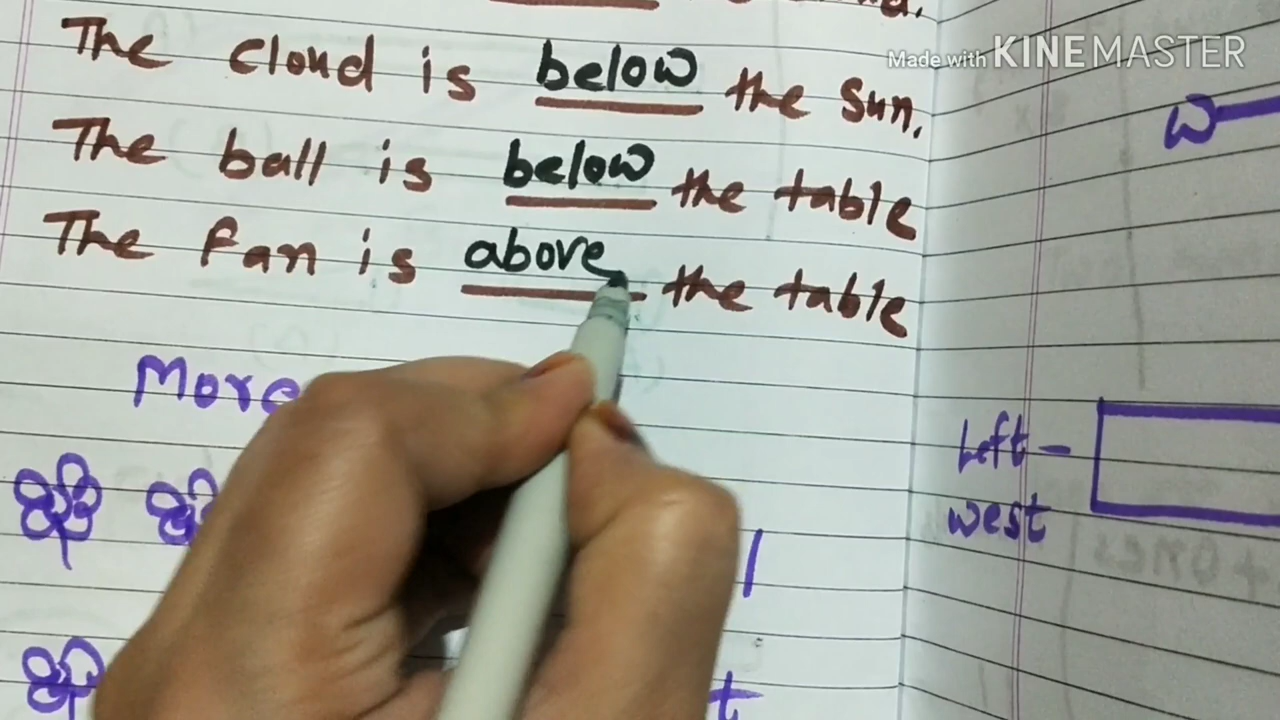 Made with KINEMASTER
The cloud is below the sun.
The ball is below the table
The fan is above the table
More
W
Left
west